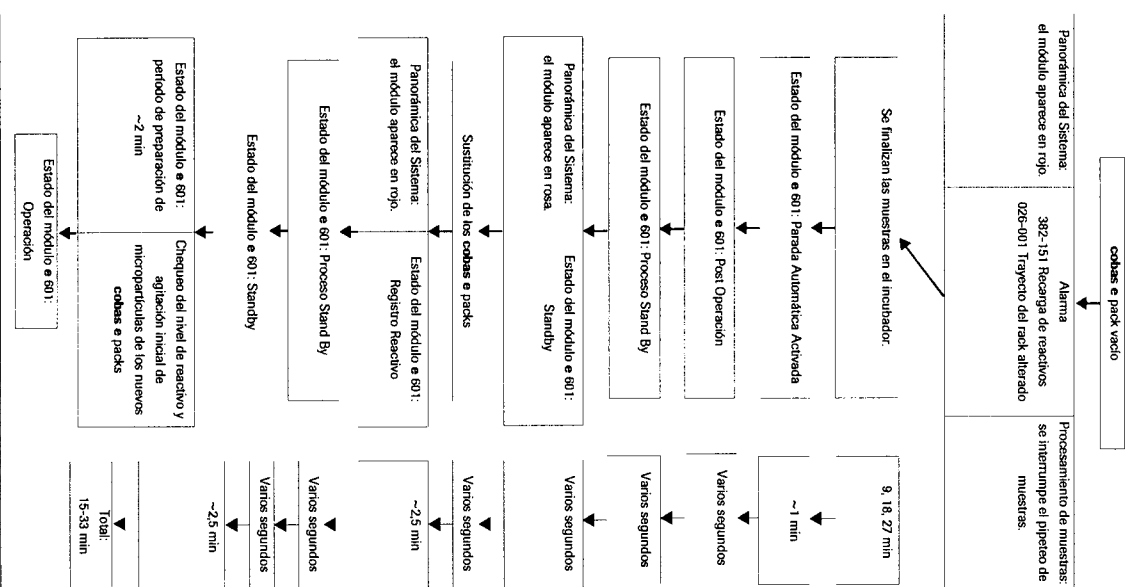 cobas e pack vacío
Panorámica del Sistema:
el módulo aparece en rojo.
Alarma
382-151 Recarga de reactivos
026-001 Trayecto del rack alterado
Procesamiento de muestras:
se interrumpe el pipeteo de
muestras.
Se finalizan las muestras en el incubador.
9, 18, 27 min
Estado del módulo e 601: Parada Automática Activada
~1 min
Estado del módulo e 601: Post Operación
Varios segundos
Estado del módulo e 601: Proceso Stand By
Varios segundos
Panorámica del Sistema:
el módulo aparece en rosa.
Estado del módulo e 601:
Standby
Varios segundos
Sustitución de los cobas e packs
Varios segundos
Panorámica del Sistema:
el módulo aparece en rojo.
Estado del módulo e 601:
Registro Reactivo
~2,5 min
Estado del módulo e 601: Proceso Stand By
Varios segundos
Estado del módulo e 601: Standby
Varios segundos
Estado del módulo e 601:
período de preparación de
~2 min
Chequeo del nivel de reactivo y
agitación inicial de
micropartículas de los nuevos
cobas e packs
~2,5 min
Estado del módulo e 601:
Operación
Total:
15-33 min